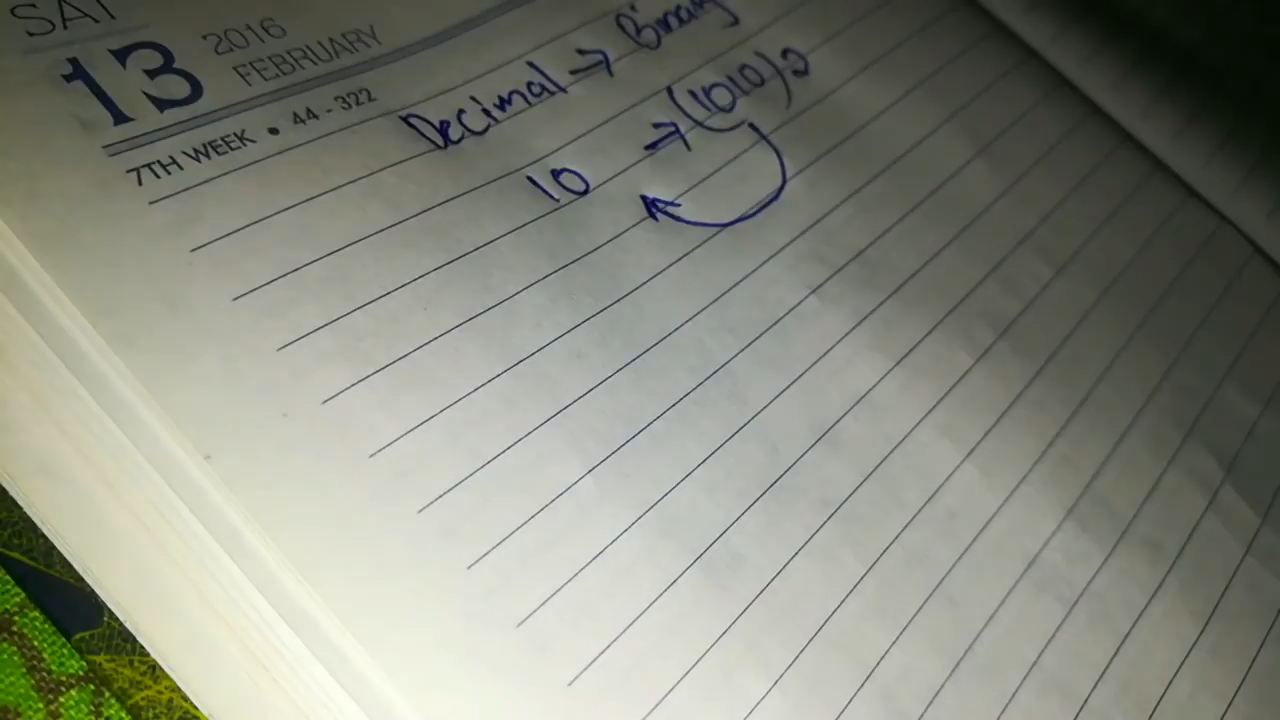 SAT
13 2016
FEBRUARY
7TH WEEK • 44 - 322
Decimal → Binary
10 → (1010)2